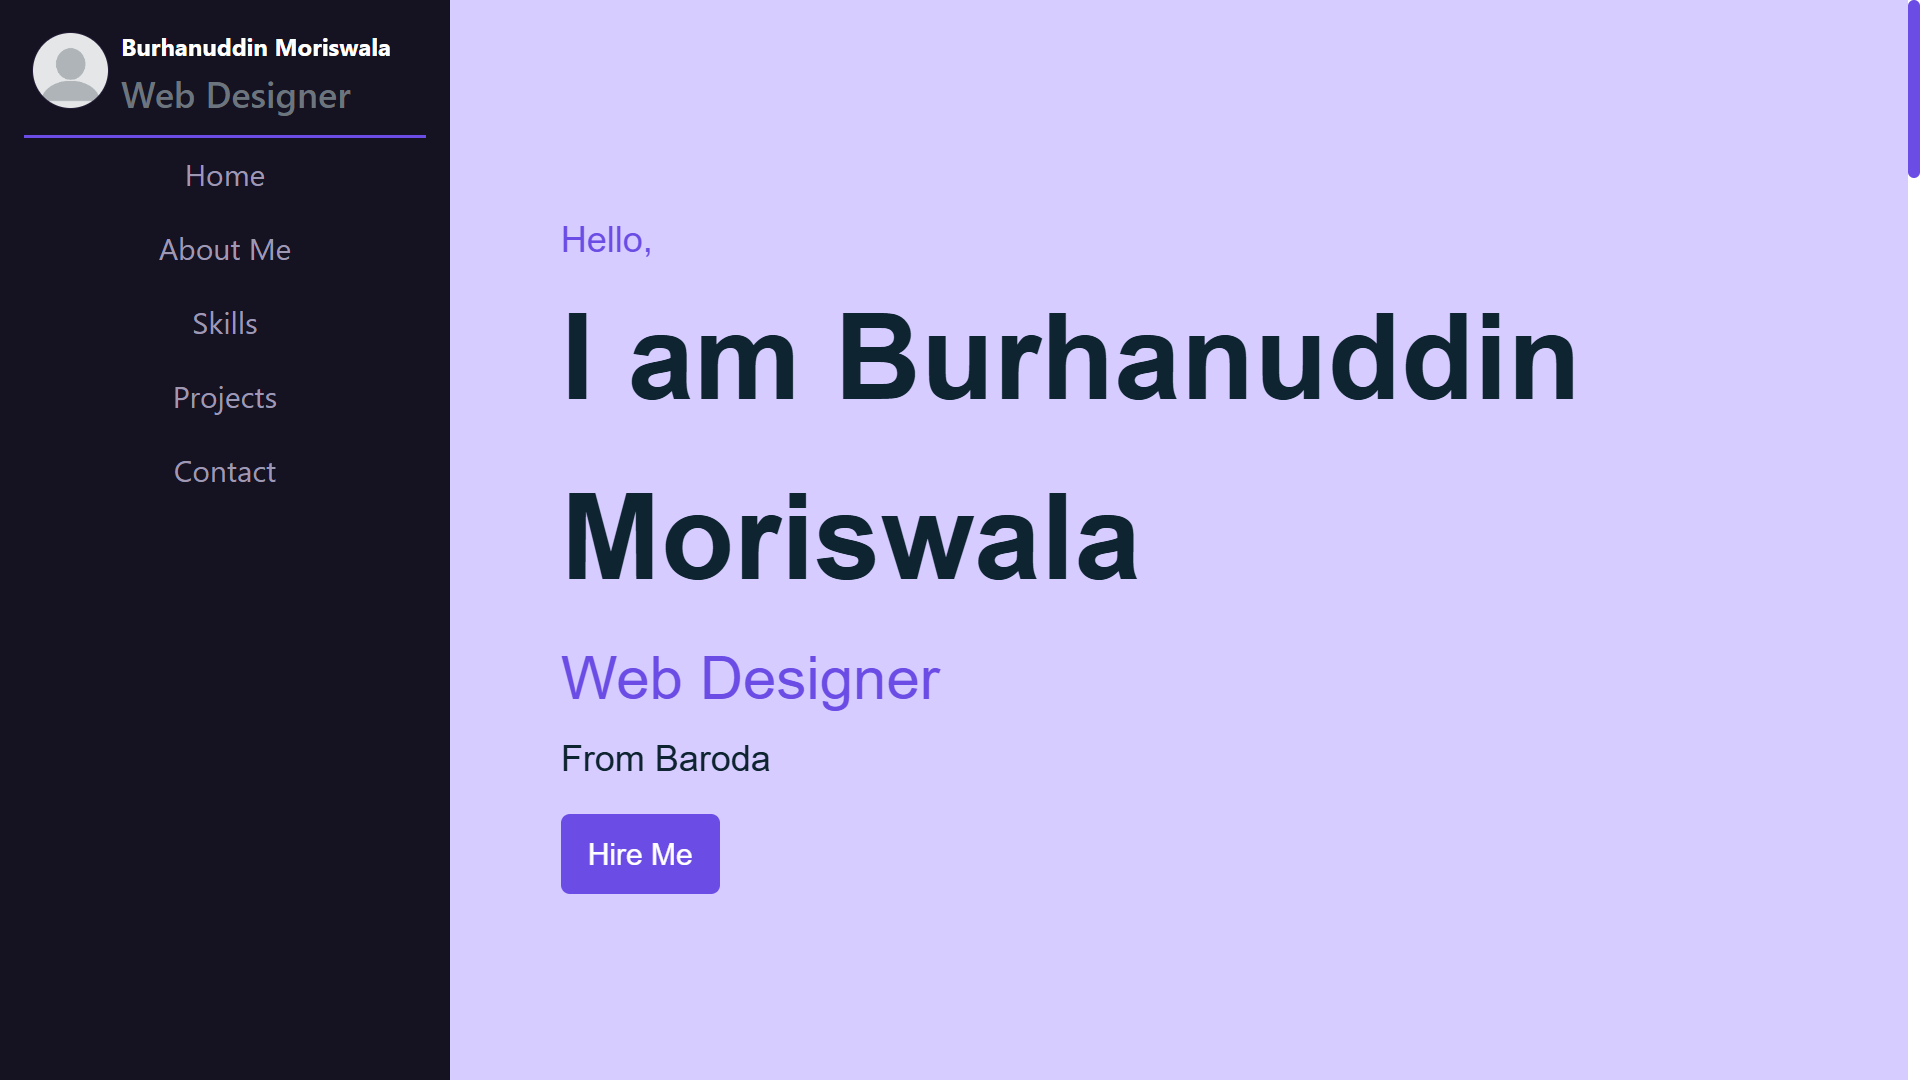 Burhanuddin Moriswala
Web Designer
Home
About Me
Skills
Projects
Contact
Hello,
I am Burhanuddin
Moriswala
Web Designer
From Baroda
Hire Me